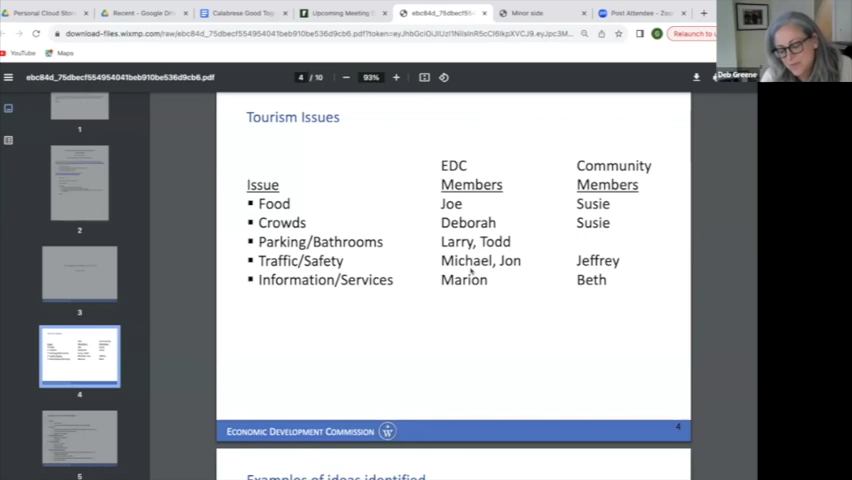 Personal Cloud Stora
Recent - Google Driv
Calabrese Good Tog
Upcoming Meeting
ebc84d_75dbecf5549
Minor side
Post Attendee - Zoo
download-files.wixmp.com/raw/ebc84d_75dbecf554954041beb910be536d9cb6.pdf?token=
Relaunch to u
YouTube
Maps
ebc84d_75dbecf554954041beb910be536d9cb6.pdf
4 / 10
93%
Deb Greene
1
2
3
4
5
Tourism Issues
EDC Community
Issue Members Members
▪ Food Joe Susie
▪ Crowds Deborah Susie
▪ Parking/Bathrooms Larry, Todd
▪ Traffic/Safety Michael, Jon Jeffrey
▪ Information/Services Marion Beth
ECONOMIC DEVELOPMENT COMMISSION W
4
Examples of ideas identified